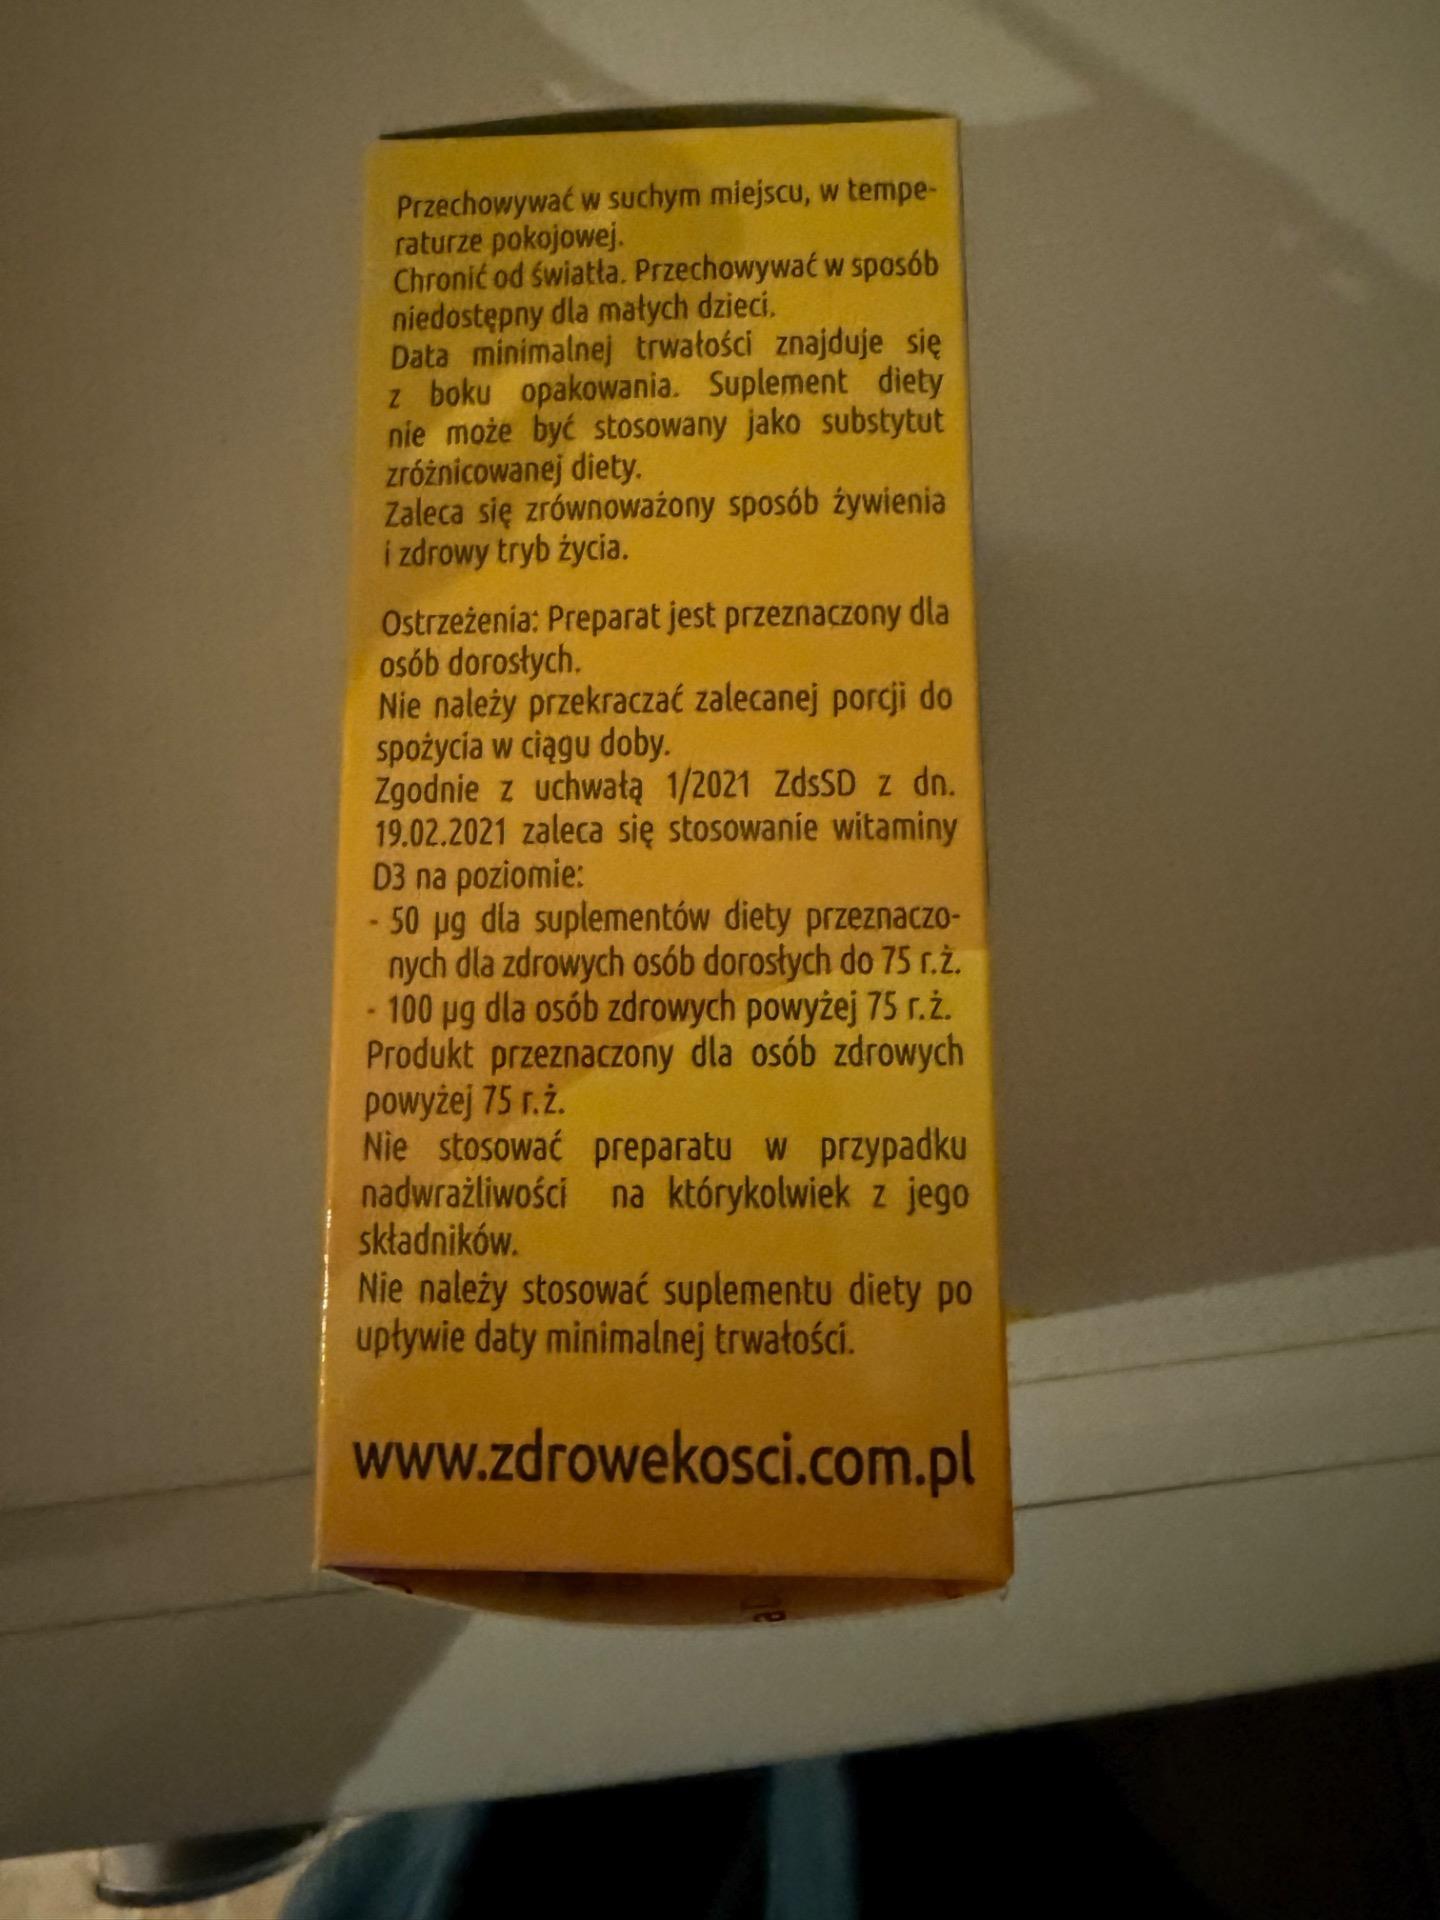 Przechowywać w suchym miejscu, w tempe-
raturze pokojowej.
Chronić od światła. Przechowywać w sposób
niedostępny dla małych dzieci.
Data minimalnej trwałości znajduje się
z boku opakowania. Suplement diety
nie może być stosowany jako substytut
zróżnicowanej diety.
Zaleca się zrównoważony sposób żywienia
i zdrowy tryb życia.
Ostrzeżenia: Preparat jest przeznaczony dla
osób dorosłych.
Nie należy przekraczać zalecanej porcji do
spożycia w ciągu doby.
Zgodnie z uchwałą 1/2021 ZdsSD z dn.
19.02.2021 zaleca się stosowanie witaminy
D3 na poziomie:
- 50 µg dla suplementów diety przeznaczo-
nych dla zdrowych osób dorosłych do 75 r.ż.
- 100 µg dla osób zdrowych powyżej 75 r.ż.
Produkt przeznaczony dla osób zdrowych
powyżej 75 r.ż.
Nie stosować preparatu w przypadku
nadwrażliwości na którykolwiek z jego
składników.
Nie należy stosować suplementu diety po
upływie daty minimalnej trwałości.
www.zdrowekosci.com.pl